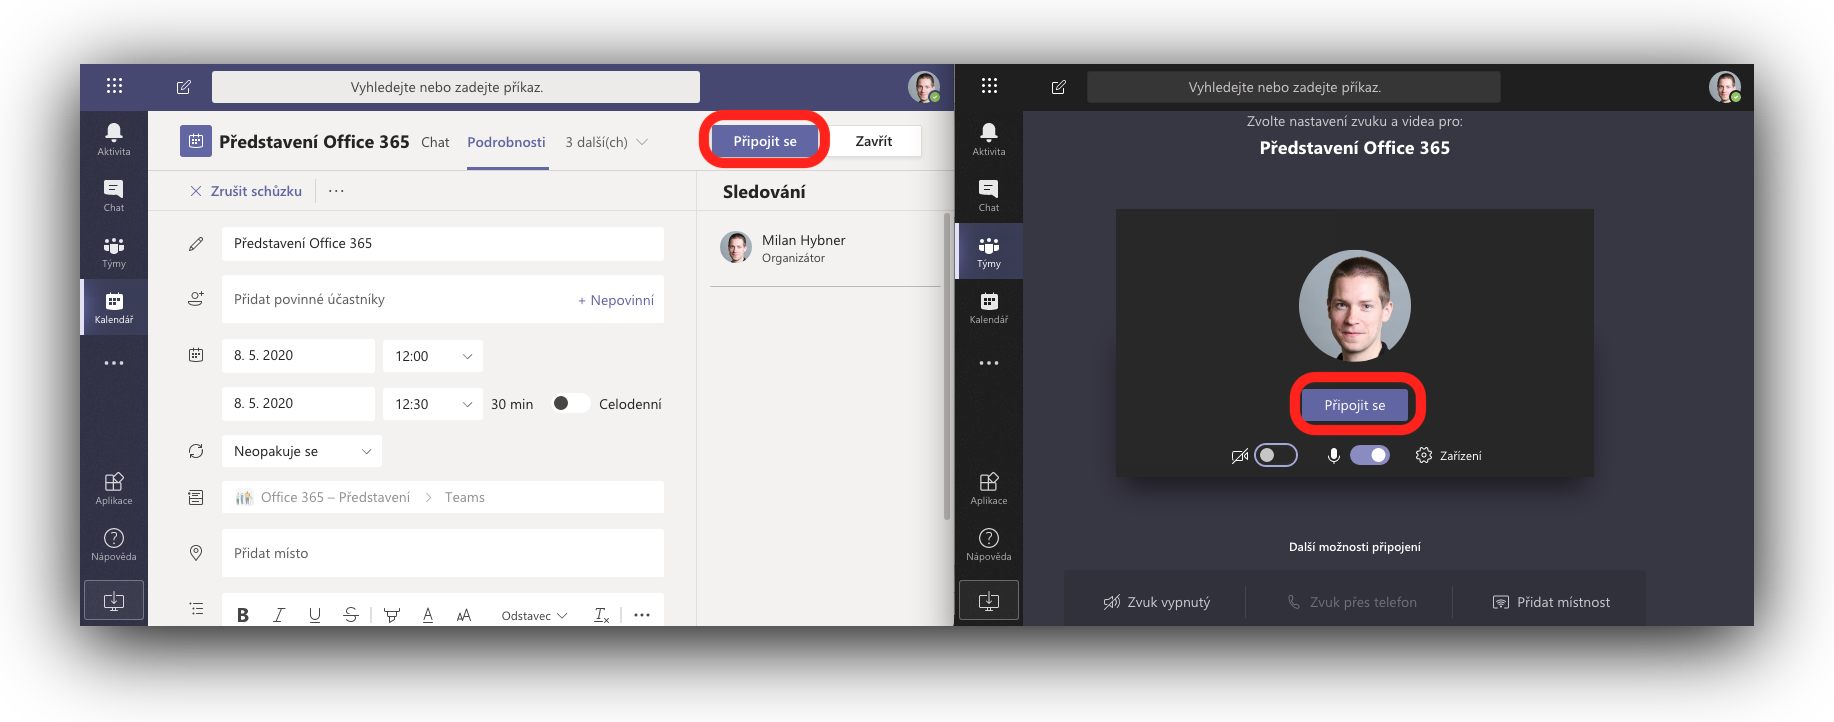 Vyhledejte nebo zadejte příkaz.
Aktivita
Chat
Týmy
Kalendář
Aplikace
Nápověda
Představení Office 365 Chat Podrobnosti 3 další(ch) Připojit se Zavřít
Zrušit schůzku
Představení Office 365
Přidat povinné účastníky + Nepovinní
8. 5. 2020 12:00
8. 5. 2020 12:30 30 min Celodenní
Neopakuje se
Office 365 – Představení > Teams
Přidat místo
B I U S A AA Odstavec Tx
Sledování
Milan Hybner
Organizátor
Vyhledejte nebo zadejte příkaz.
Aktivita
Chat
Týmy
Kalendář
Aplikace
Nápověda
Zvolte nastavení zvuku a videa pro:
Představení Office 365
Připojit se
Zařízení
Další možnosti připojení
Zvuk vypnutý Zvuk přes telefon Přidat místnost